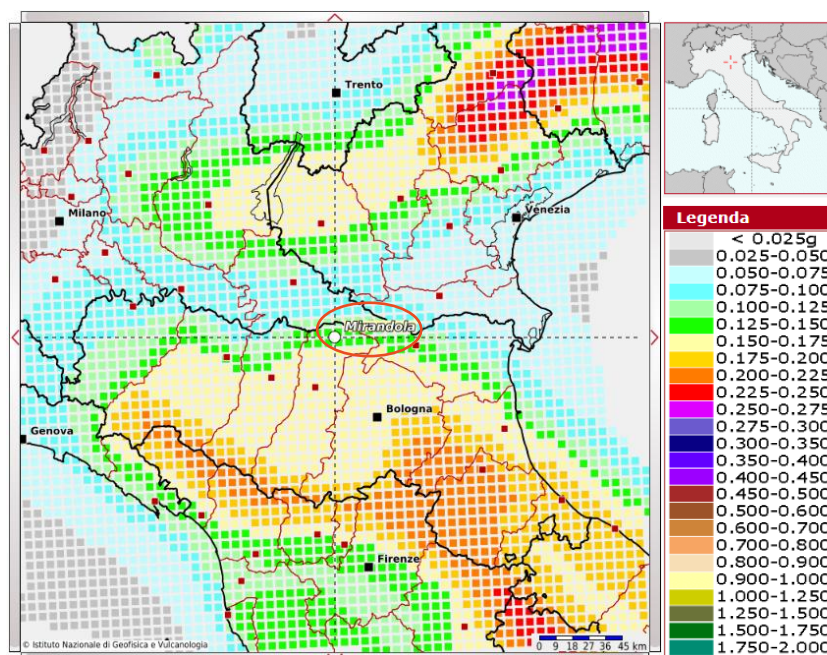 Trento
Milano
Venezia
Mirandola
Bologna
Genova
Firenze
© Istituto Nazionale di Geofisica e Vulcanologia
0 9 18 27 36 45 km
Legenda
< 0.025g
0.025-0.050
0.050-0.075
0.075-0.100
0.100-0.125
0.125-0.150
0.150-0.175
0.175-0.200
0.200-0.225
0.225-0.250
0.250-0.275
0.275-0.300
0.300-0.350
0.350-0.400
0.400-0.450
0.450-0.500
0.500-0.600
0.600-0.700
0.700-0.800
0.800-0.900
0.900-1.000
1.000-1.250
1.250-1.500
1.500-1.750
1.750-2.000